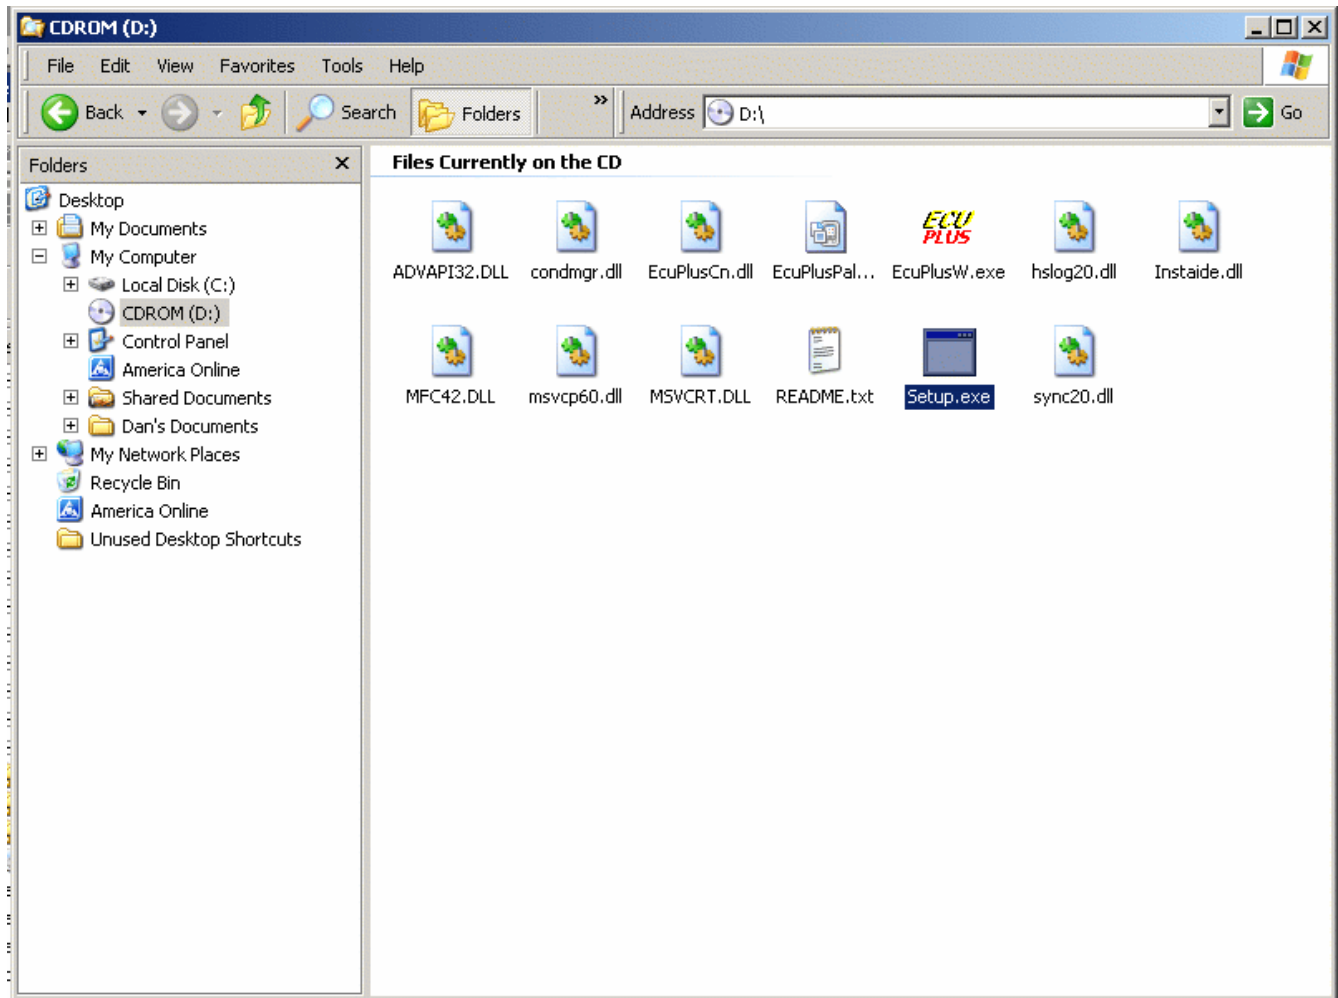 CDROM (D:)
File Edit View Favorites Tools Help
Back Search Folders » Address D:\ Go
Folders
Desktop
My Documents
My Computer
Local Disk (C:)
CDROM (D:)
Control Panel
America Online
Shared Documents
Dan's Documents
My Network Places
Recycle Bin
America Online
Unused Desktop Shortcuts
Files Currently on the CD
ECU
PLUS
ADVAPI32.DLL condmgr.dll EcuPlusCn.dll EcuPlusPal... EcuPlusW.exe hslog20.dll Instaide.dll
MFC42.DLL msvcp60.dll MSVCRT.DLL README.txt Setup.exe sync20.dll